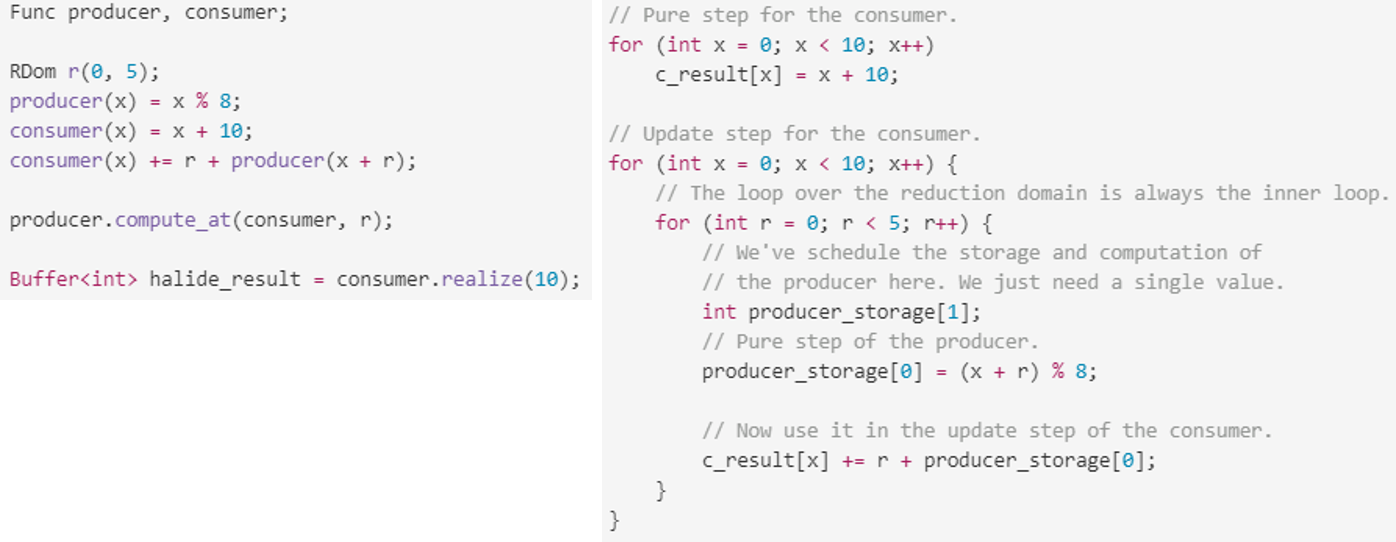 Func producer, consumer;

RDom r(0, 5);
producer(x) = x % 8;
consumer(x) = x + 10;
consumer(x) += r + producer(x + r);

producer.compute_at(consumer, r);

Buffer<int> halide_result = consumer.realize(10);

// Pure step for the consumer.
for (int x = 0; x < 10; x++)
    c_result[x] = x + 10;

// Update step for the consumer.
for (int x = 0; x < 10; x++) {
    // The loop over the reduction domain is always the inner loop.
    for (int r = 0; r < 5; r++) {
        // We've schedule the storage and computation of
        // the producer here. We just need a single value.
        int producer_storage[1];
        // Pure step of the producer.
        producer_storage[0] = (x + r) % 8;

        // Now use it in the update step of the consumer.
        c_result[x] += r + producer_storage[0];
    }
}